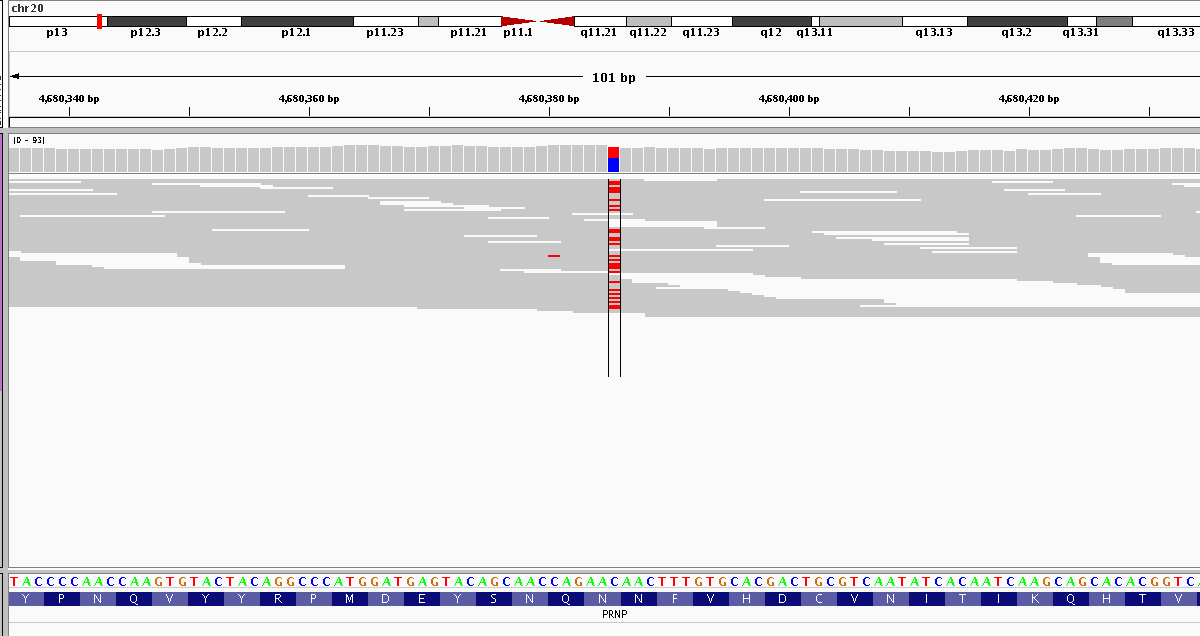 chr20
p13 p12.3 p12.2 p12.1 p11.23 p11.21 p11.1 q11.21 q11.22 q11.23 q12 q13.11 q13.13 q13.2 q13.31 q13.33
101 bp
4,680,340 bp 4,680,360 bp 4,680,380 bp 4,680,400 bp 4,680,420 bp
[0 - 93]
TACCCCAACCAAGTGTACTACAGGCCCATGGATGAGTACAGCAACCAGAACAACTTTGTGCACGACTGCGTCAATATCACAATCAAGCAGCACACGGTC
Y P N Q V Y Y R P M D E Y S N Q N N F V H D C V N I T I K Q H T V
PRNP